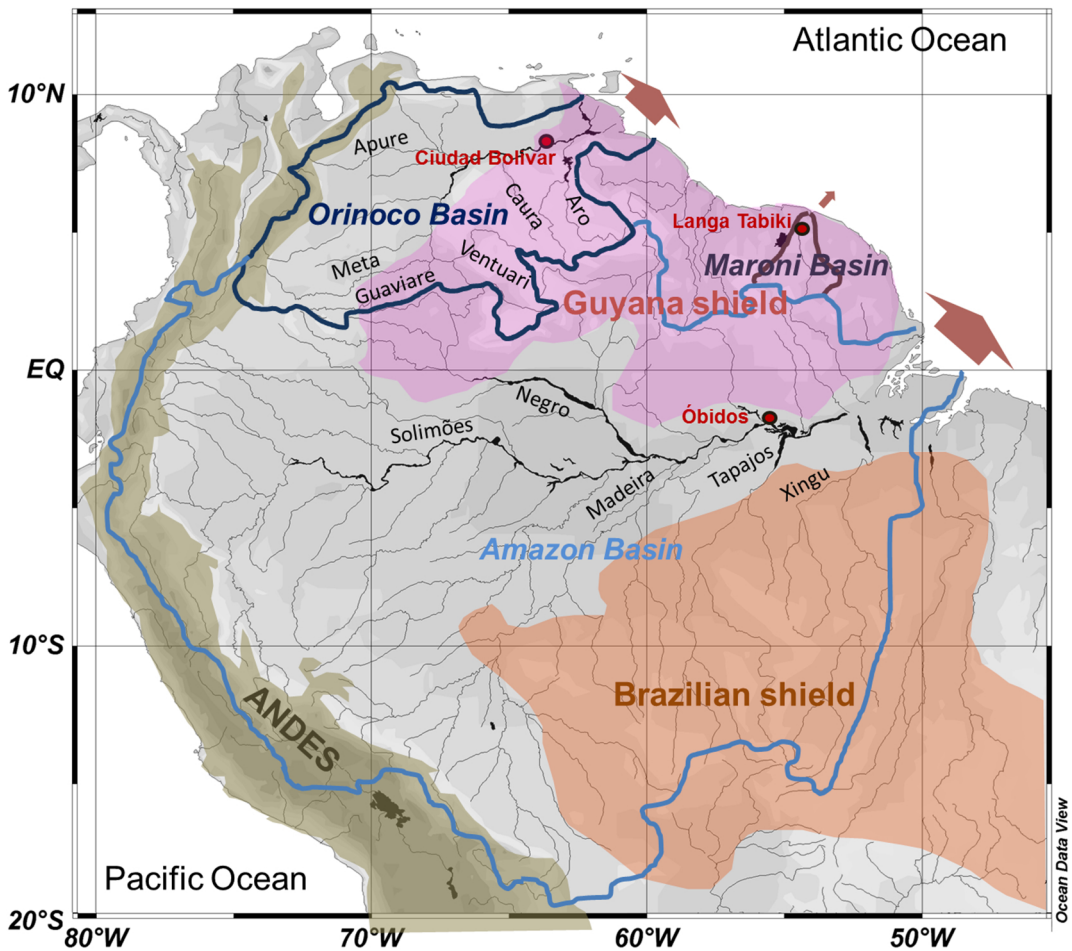 Atlantic Ocean
10°N
Apure
Ciudad Bolivar
Orinoco Basin
Caura
Aro
Langa Tabiki
Meta
Ventuari
Maroni Basin
Guaviare
Guyana shield
EQ
Negro
Óbidos
Solimões
Madeira
Tapajos
Xingu
Amazon Basin
10°S
Brazilian shield
ANDES
Pacific Ocean
Ocean Data View
20°S
80°W
70°W
60°W
50°W